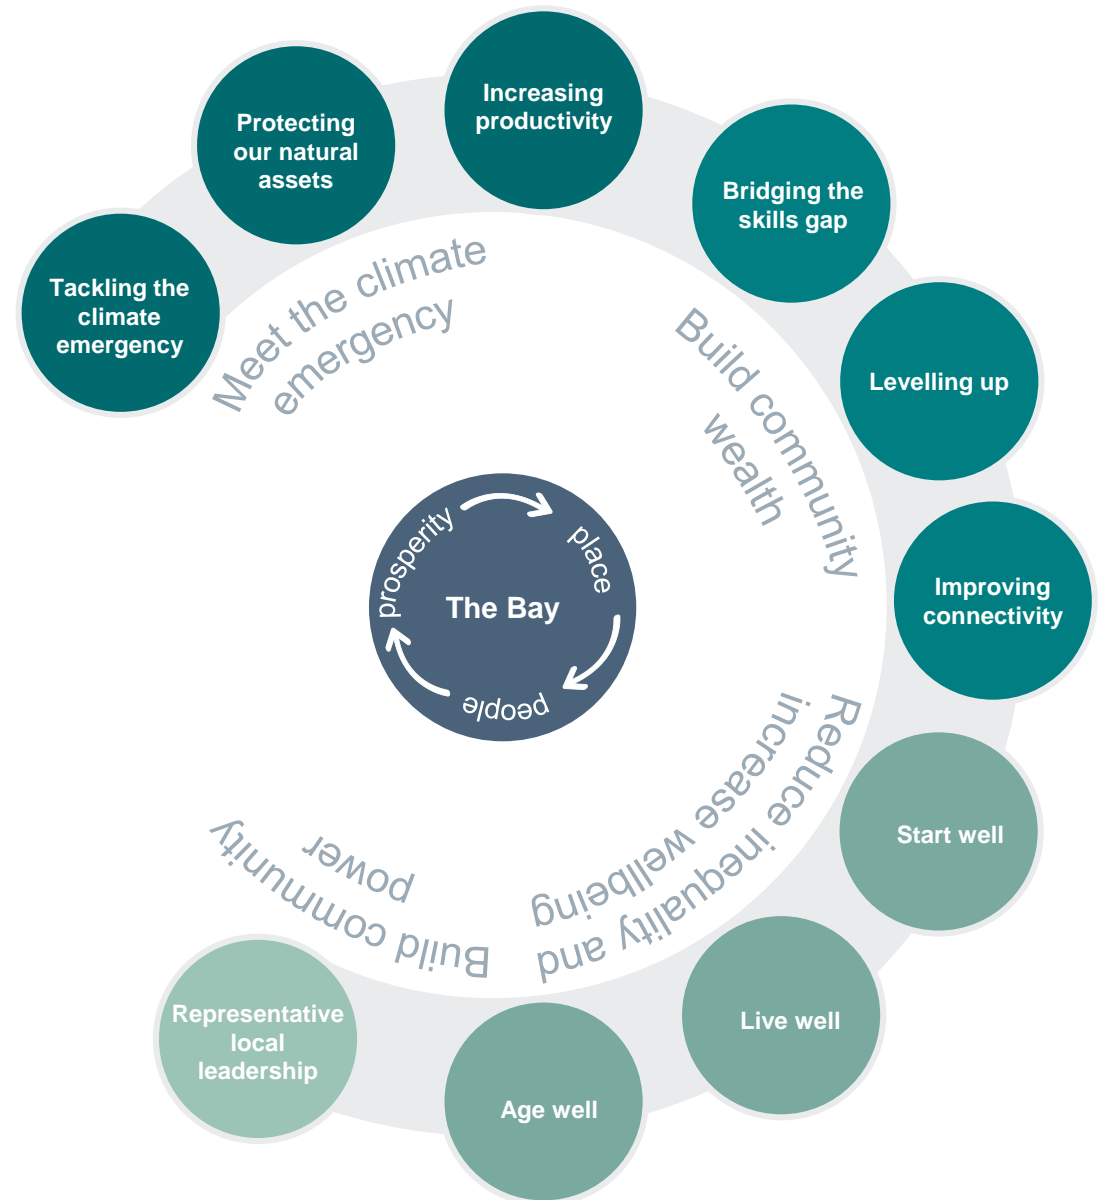 Increasing
productivity
Protecting
our natural
assets
Bridging the
skills gap
Tackling the
climate
emergency
Meet the climate
emergency
Build community
wealth
Levelling up
prosperity
place
people
The Bay
Improving
connectivity
Reduce inequality and
increase wellbeing
Start well
Build community
power
Representative
local
leadership
Live well
Age well